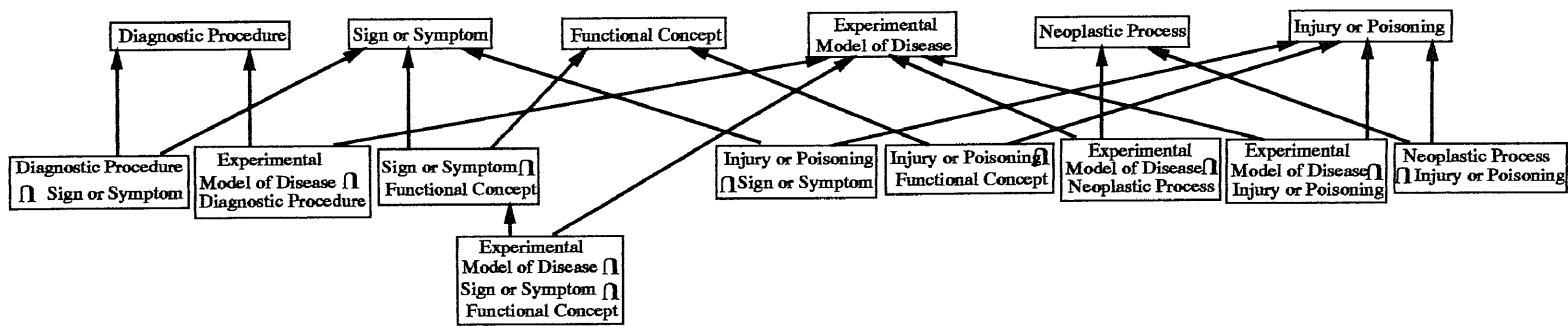 Diagnostic Procedure
Sign or Symptom
Functional Concept
Experimental
Model of Disease
Neoplastic Process
Injury or Poisoning
Diagnostic Procedure
⋂ Sign or Symptom
Experimental
Model of Disease ⋂
Diagnostic Procedure
Sign or Symptom ⋂
Functional Concept
Injury or Poisoning
⋂ Sign or Symptom
Injury or Poisoning ⋂
Functional Concept
Experimental
Model of Disease ⋂
Neoplastic Process
Experimental
Model of Disease ⋂
Injury or Poisoning
Neoplastic Process
⋂ Injury or Poisoning
Experimental
Model of Disease ⋂
Sign or Symptom ⋂
Functional Concept